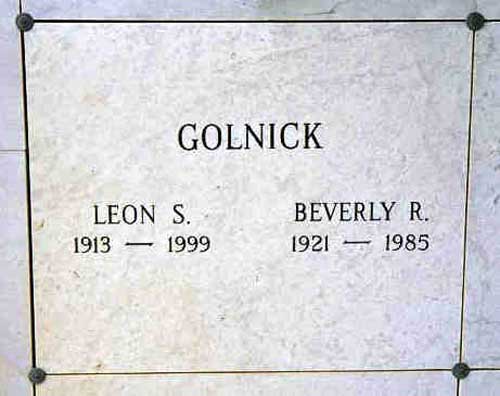 GOLNICK
LEON S. BEVERLY R.
1913 — 1999 1921 — 1985